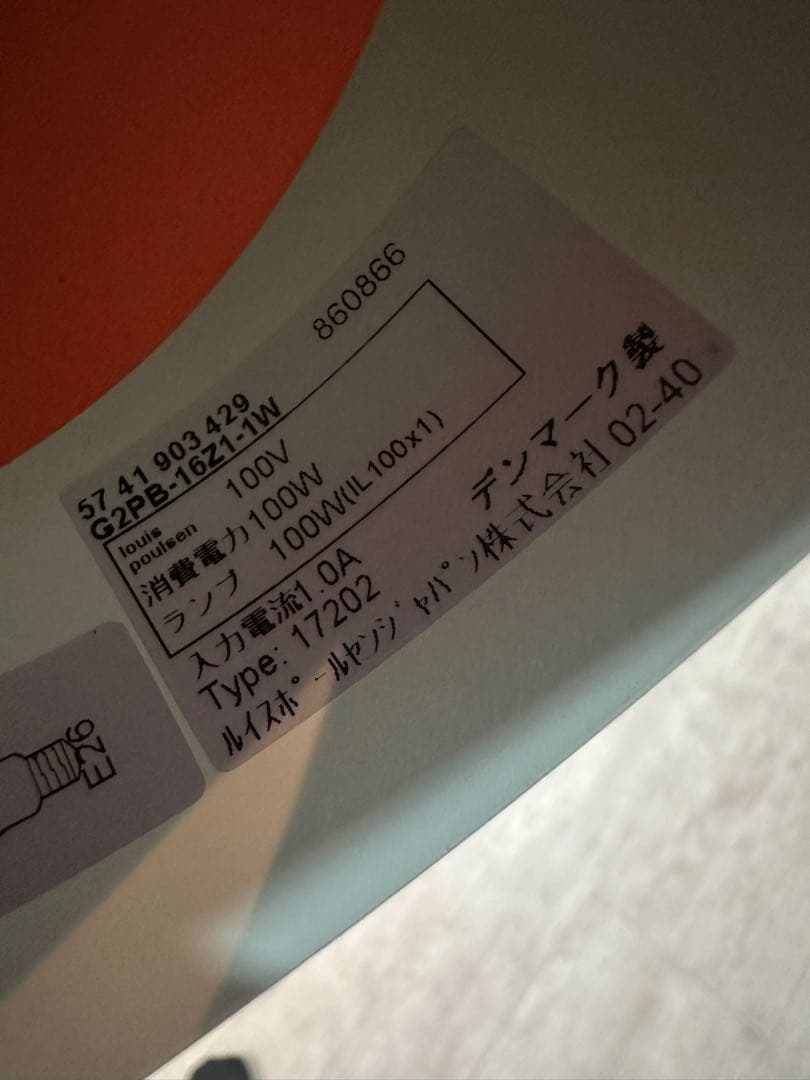 860866
57 41 903 429
G2PB-16Z1-1W
louis
poulsen
100V
消費電力100W
ランプ 100W(IL100x1)
入力電流1.0A
デンマーク製
Type: 17202
ルイスポールセンジャパン株式会社 02-40
E26